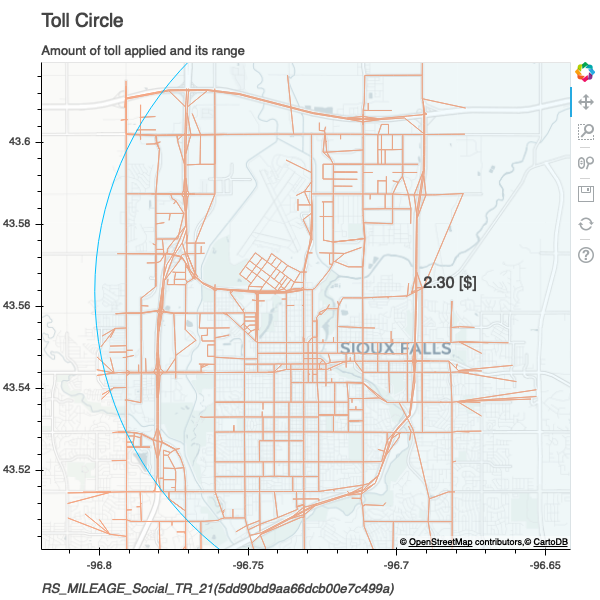 Toll Circle
Amount of toll applied and its range
43.6
43.58
2.30 [$]
43.56
SIOUX FALLS
43.54
43.52
© OpenStreetMap contributors,© CartoDB
-96.8
-96.75
-96.7
-96.65
RS_MILEAGE_Social_TR_21(5dd90bd9aa66dcb00e7c499a)